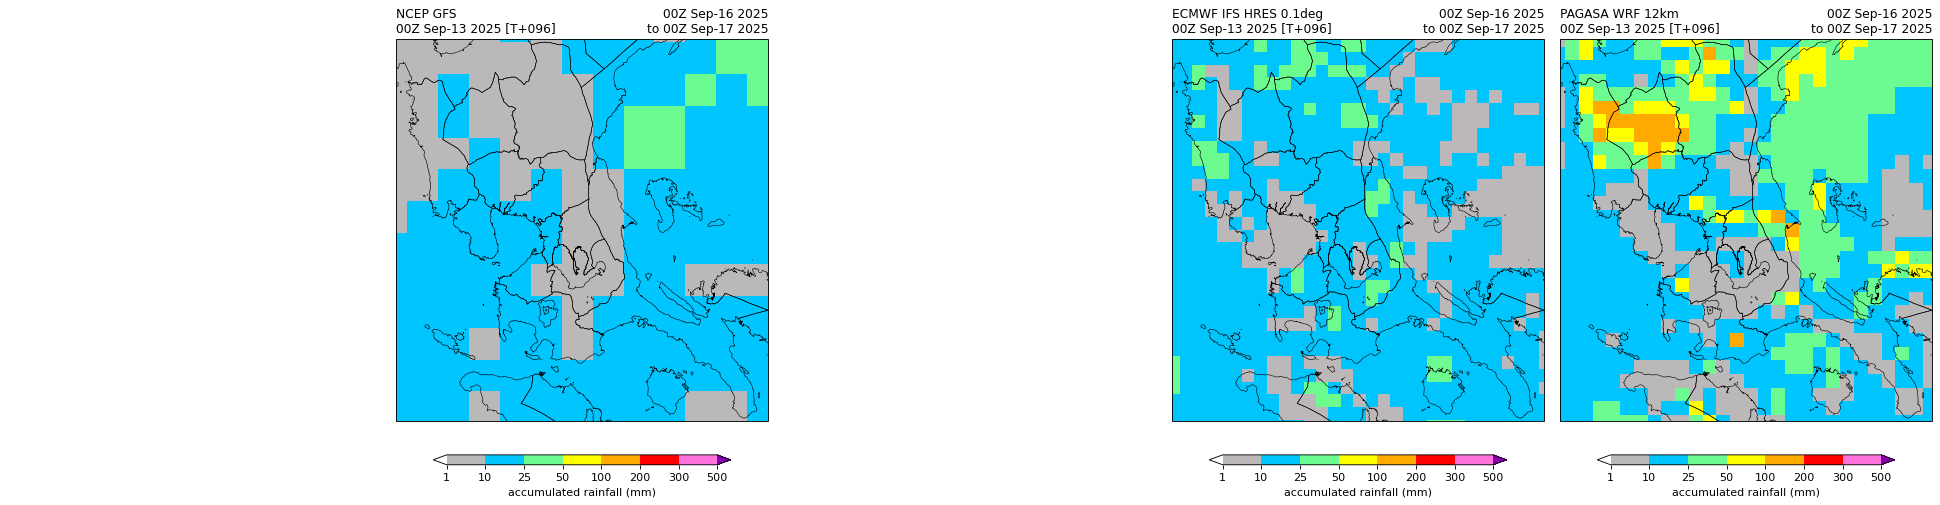 NCEP GFS 00Z Sep-16 2025
00Z Sep-13 2025 [T+096] to 00Z Sep-17 2025
1 10 25 50 100 200 300 500
accumulated rainfall (mm)
ECMWF IFS HRES 0.1deg 00Z Sep-16 2025
00Z Sep-13 2025 [T+096] to 00Z Sep-17 2025
1 10 25 50 100 200 300 500
accumulated rainfall (mm)
PAGASA WRF 12km 00Z Sep-16 2025
00Z Sep-13 2025 [T+096] to 00Z Sep-17 2025
1 10 25 50 100 200 300 500
accumulated rainfall (mm)